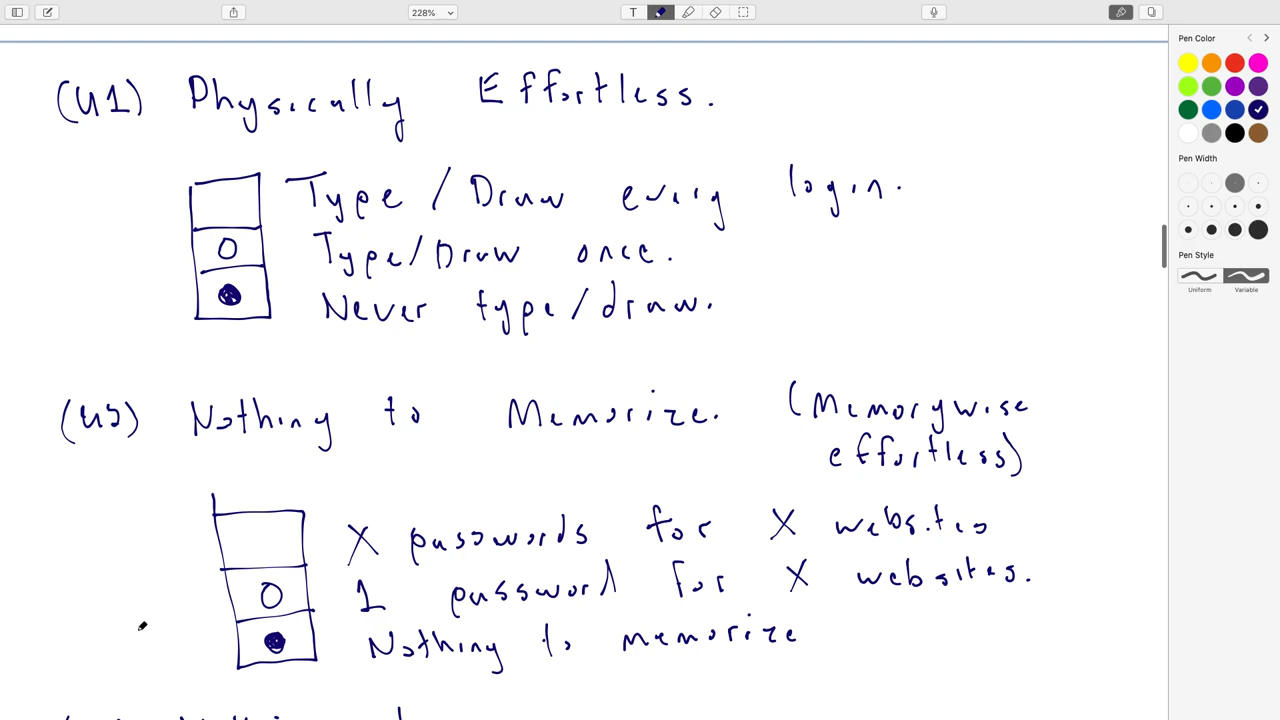 228%
T
Pen Color
(U1) Physically Effortless.
Type / Draw every login.
O Type/Draw once.
Never type/draw.
Pen Width
Pen Style
Uniform Variable
(U2) Nothing to Memorize. (Memorywise
effortless)
X passwords for X websites
O 1 password for X websites.
Nothing to memorize